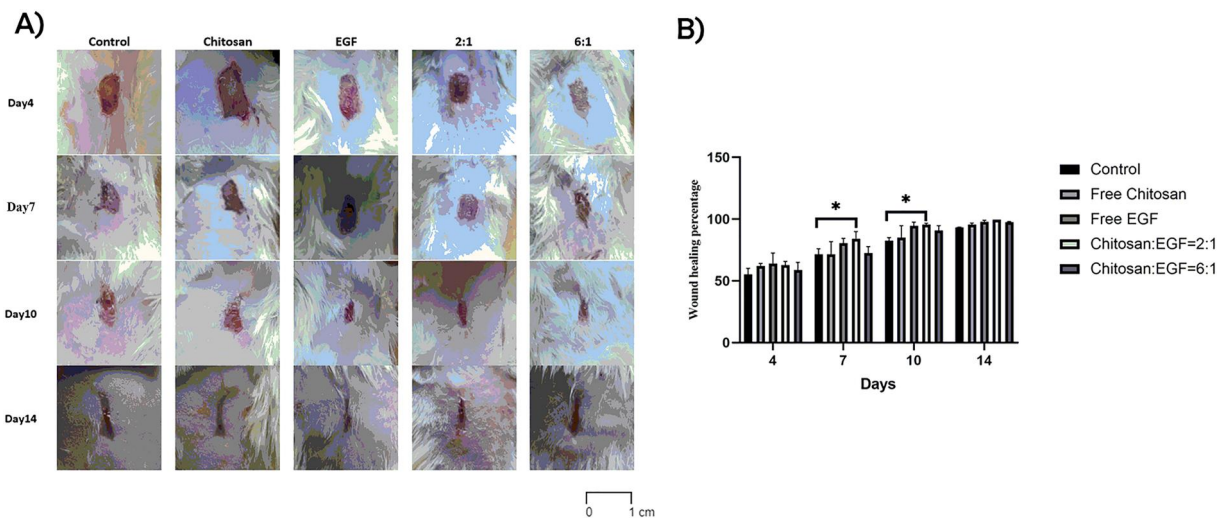 A)
Control Chitosan EGF 2:1 6:1
Day4
Day7
Day10
Day14
0 1 cm
B)
Wound healing percentage
150
100
50
0
* *
4 7 10 14
Days
Control
Free Chitosan
Free EGF
Chitosan:EGF=2:1
Chitosan:EGF=6:1